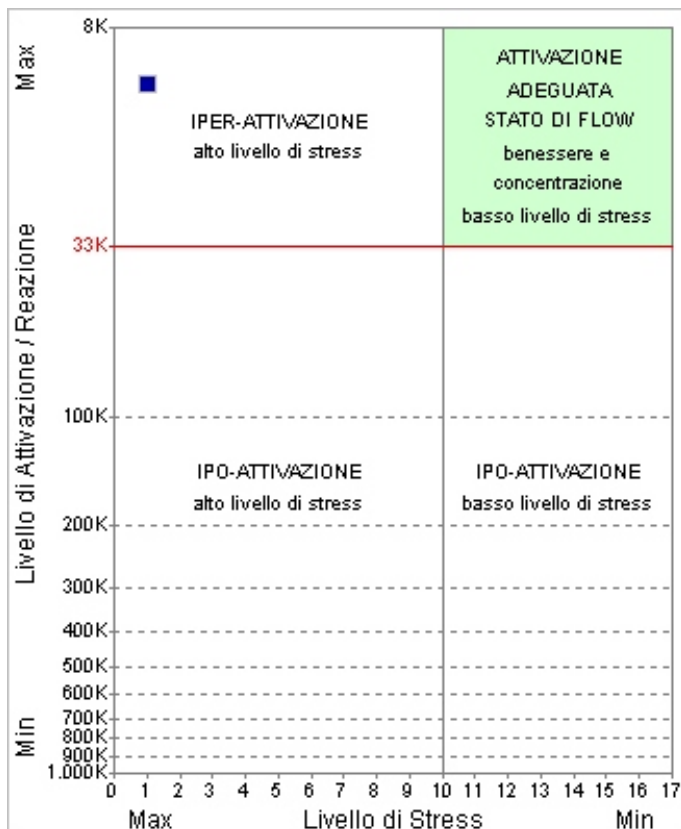 8K
Max
ATTIVAZIONE
ADEGUATA
STATO DI FLOW
benessere e
concentrazione
basso livello di stress
IPER-ATTIVAZIONE
alto livello di stress
33K
Livello di Attivazione / Reazione
100K
IPO-ATTIVAZIONE
alto livello di stress
IPO-ATTIVAZIONE
basso livello di stress
200K
300K
400K
500K
600K
700K
800K
900K
1.000K
Min
0 1 2 3 4 5 6 7 8 9 10 11 12 13 14 15 16 17
Max Livello di Stress Min